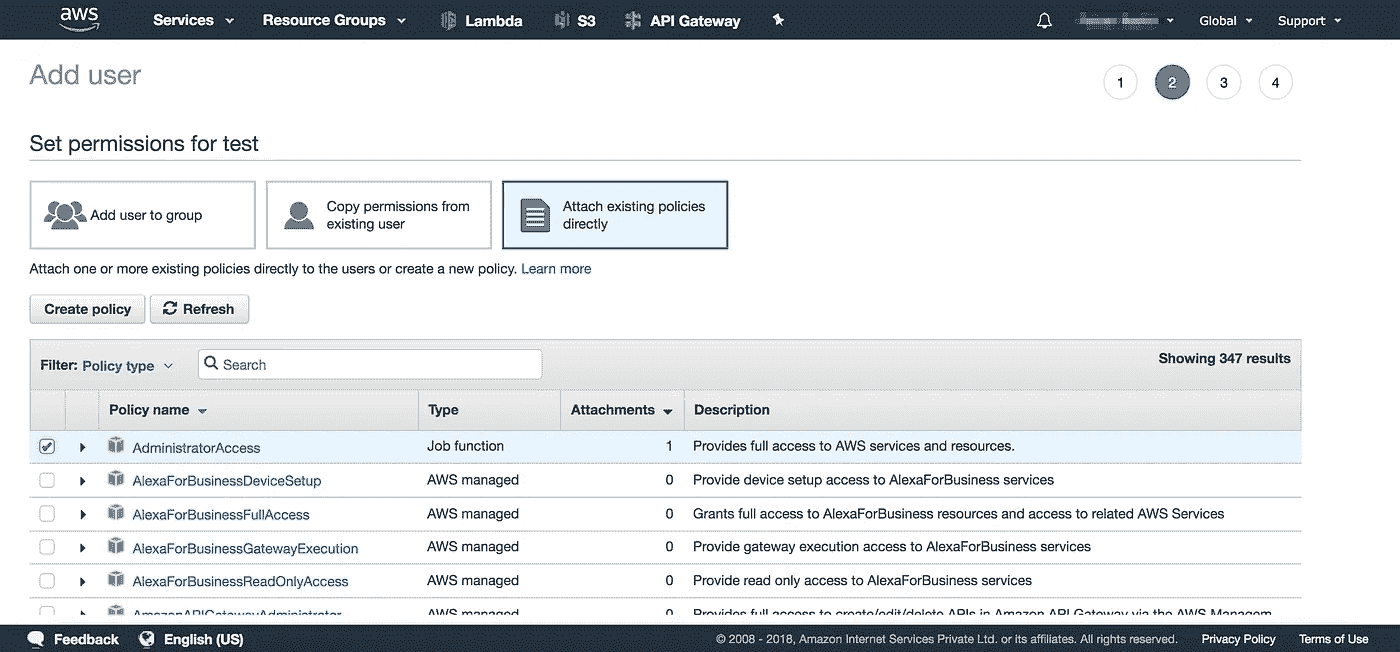 aws Services Resource Groups Lambda S3 API Gateway Global Support
Add user
1 2 3 4
Set permissions for test
Add user to group
Copy permissions from
existing user
Attach existing policies
directly
Attach one or more existing policies directly to the users or create a new policy. Learn more
Create policy Refresh
Filter: Policy type Search Showing 347 results
Policy name Type Attachments Description
AdministratorAccess Job function 1 Provides full access to AWS services and resources.
AlexaForBusinessDeviceSetup AWS managed 0 Provide device setup access to AlexaForBusiness services
AlexaForBusinessFullAccess AWS managed 0 Grants full access to AlexaForBusiness resources and access to related AWS Services
AlexaForBusinessGatewayExecution AWS managed 0 Provide gateway execution access to AlexaForBusiness services
AlexaForBusinessReadOnlyAccess AWS managed 0 Provide read only access to AlexaForBusiness services
AmazonAPIGatewayAdministrator AWS managed 0 Provides full access to create/edit/delete APIs in Amazon API Gateway via the AWS Managem
Feedback English (US) © 2008 - 2018, Amazon Internet Services Private Ltd. or its affiliates. All rights reserved. Privacy Policy Terms of Use